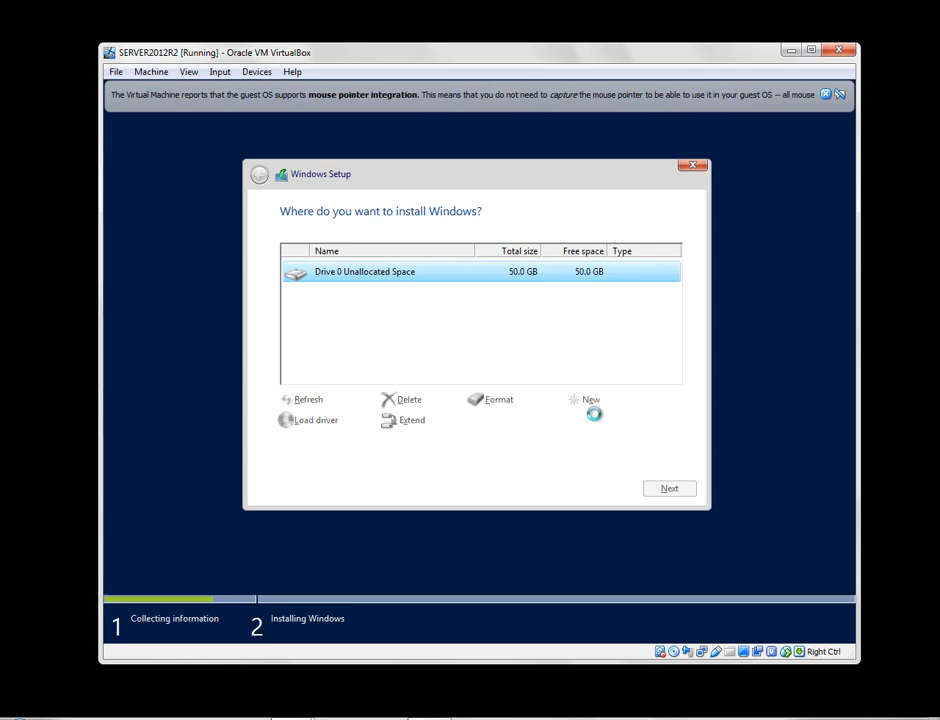 SERVER2012R2 [Running] - Oracle VM VirtualBox
File Machine View Input Devices Help
The Virtual Machine reports that the guest OS supports mouse pointer integration. This means that you do not need to capture the mouse pointer to be able to use it in your guest OS -- all mouse
Windows Setup
Where do you want to install Windows?
Name Total size Free space Type
Drive 0 Unallocated Space 50.0 GB 50.0 GB
Refresh Delete Format New
Load driver Extend
Next
1 Collecting information 2 Installing Windows
Right Ctrl